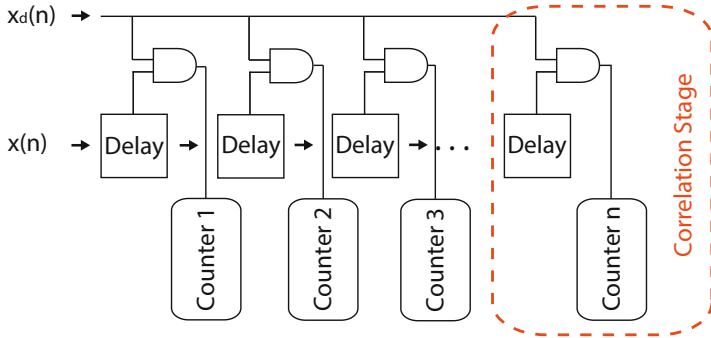 xd(n)
x(n)
Delay
Delay
Delay
. . .
Delay
Counter 1
Counter 2
Counter 3
Counter n
Correlation Stage